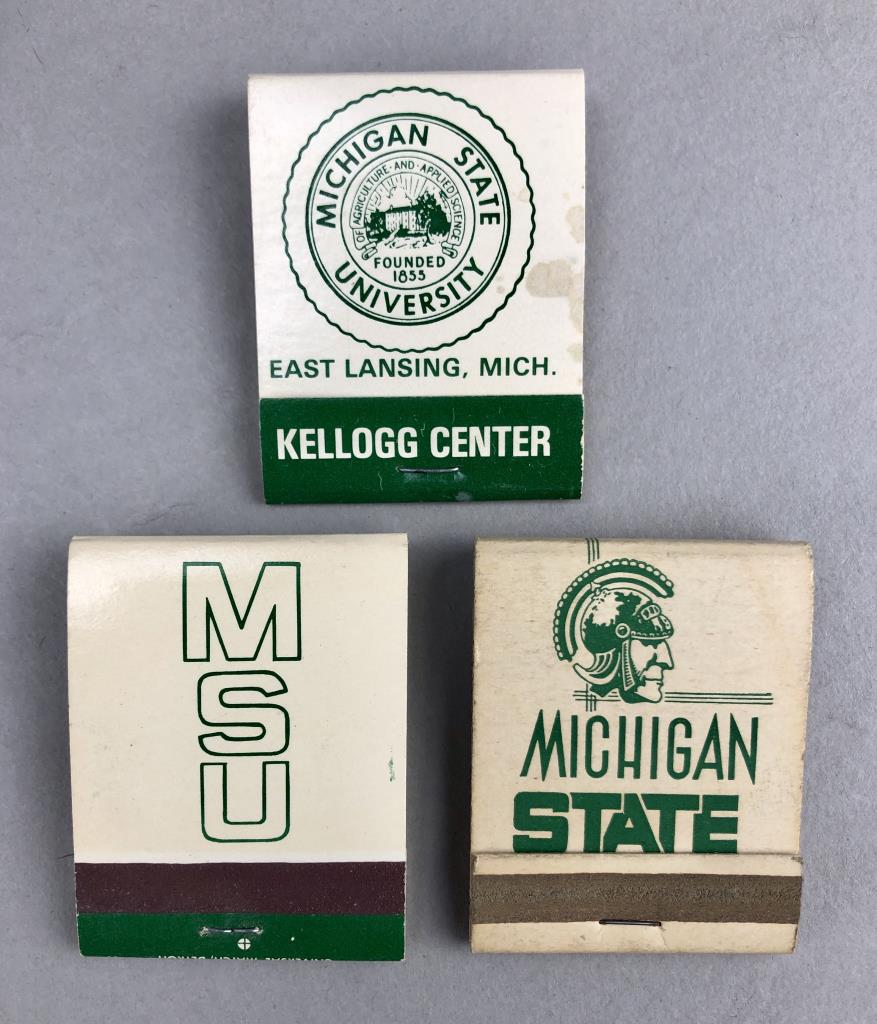 MICHIGAN STATE
OF AGRICULTURE · AND · APPLIED SCIENCE
FOUNDED
1855
UNIVERSITY
EAST LANSING, MICH.
KELLOGG CENTER
M
S
U
MICHIGAN
STATE